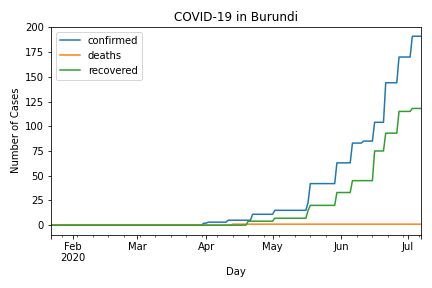 COVID-19 in Burundi
confirmed
deaths
recovered
Number of Cases
200
175
150
125
100
75
50
25
0
Feb
2020
Mar
Apr
May
Jun
Jul
Day